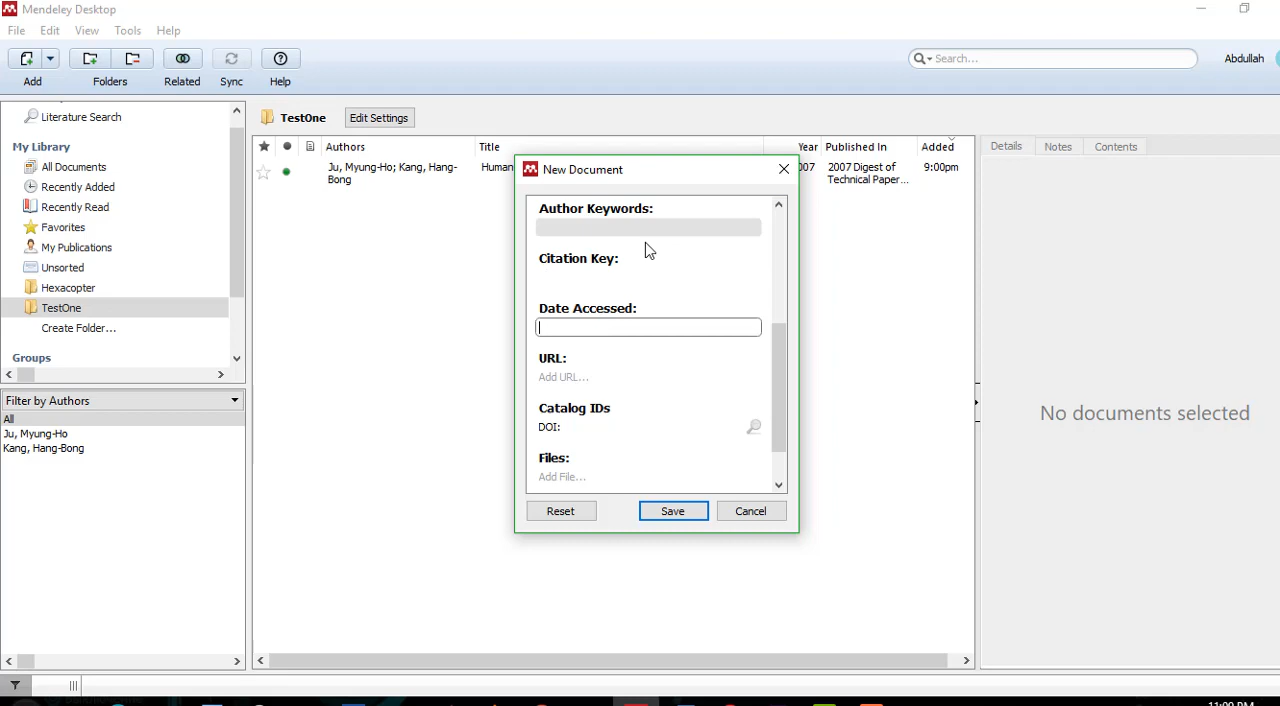 Mendeley Desktop
File Edit View Tools Help
Search...
Abdullah
Add Folders Related Sync Help
Literature Search
My Library
All Documents
Recently Added
Recently Read
Favorites
My Publications
Unsorted
Hexacopter
TestOne
Create Folder...
Groups
Filter by Authors
All
Ju, Myung-Ho
Kang, Hang-Bong
TestOne Edit Settings
Authors Title Year Published In Added
Ju, Myung-Ho; Kang, Hang-
Bong
Human
007
2007 Digest of
Technical Paper...
9:00pm
New Document
Author Keywords:
Citation Key:
Date Accessed:
URL:
Add URL...
Catalog IDs
DOI:
Files:
Add File...
Reset Save Cancel
Details Notes Contents
No documents selected